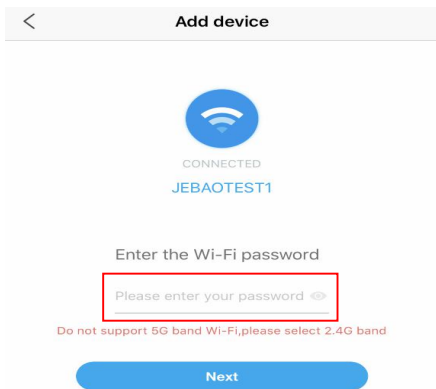 Add device
CONNECTED
JEBAOTEST1
Enter the Wi-Fi password
Please enter your password
Do not support 5G band Wi-Fi,please select 2.4G band
Next